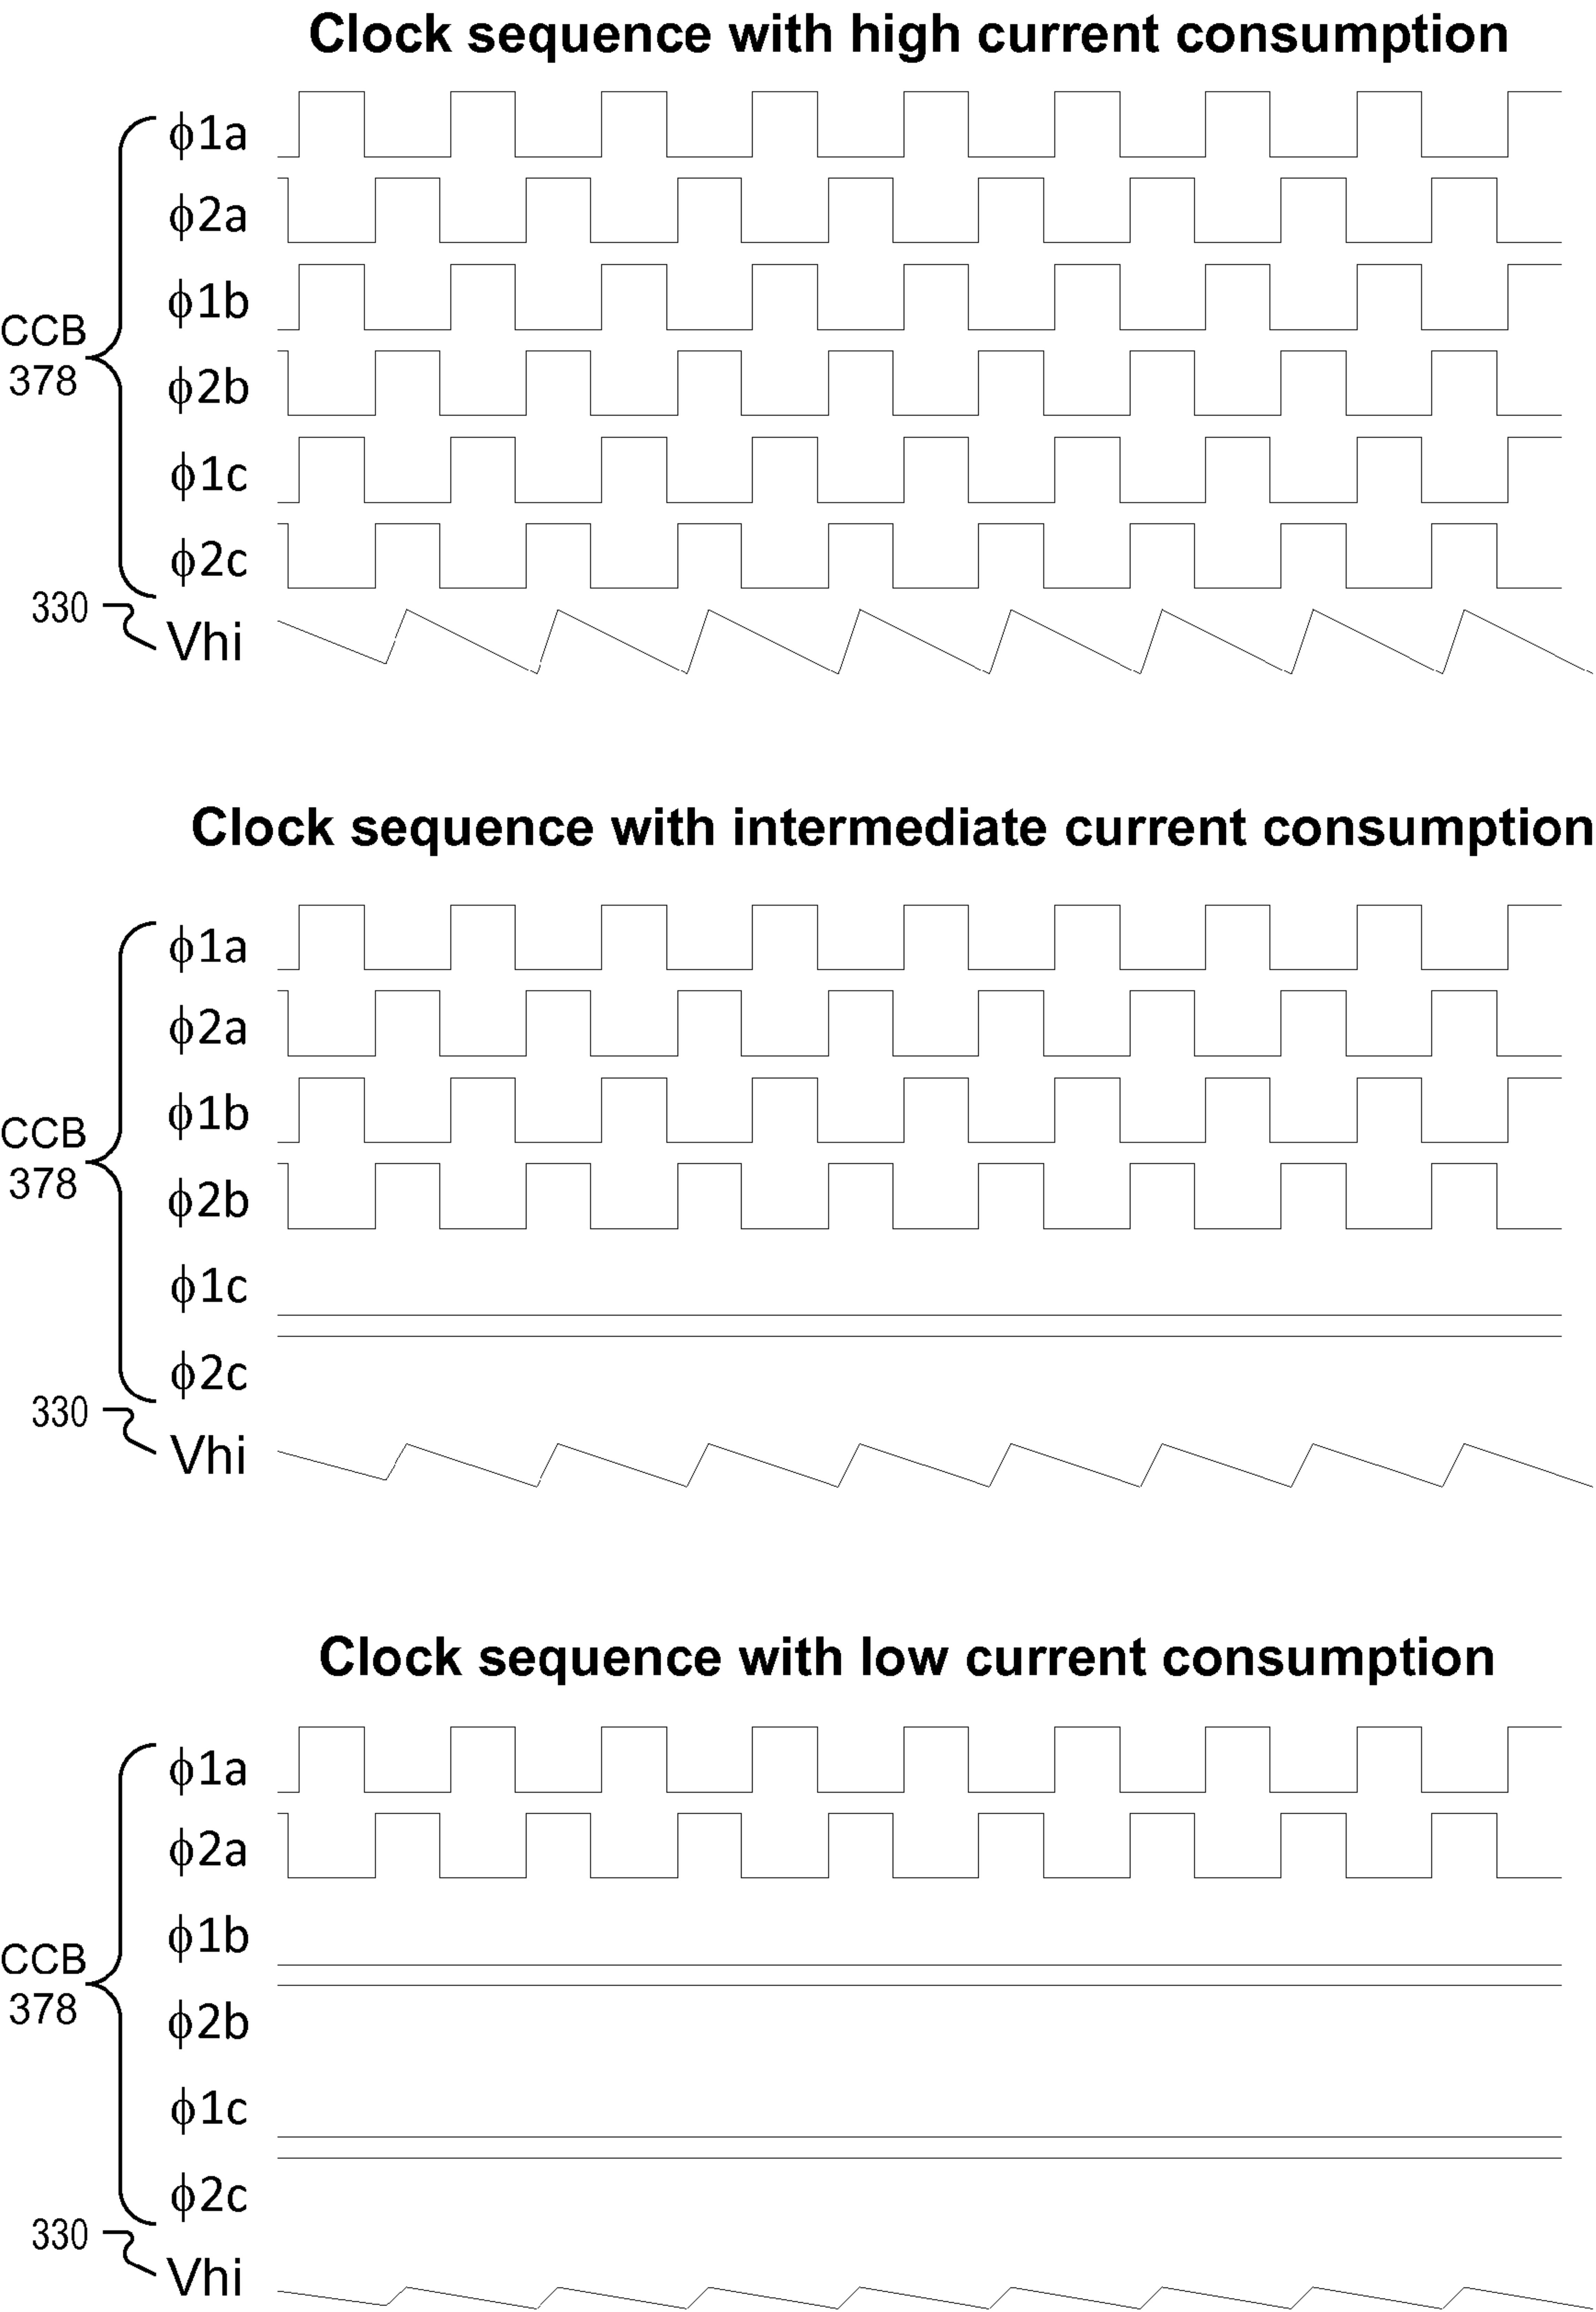 Clock sequence with high current consumption
ϕ1a
ϕ2a
ϕ1b
CCB
378
ϕ2b
ϕ1c
ϕ2c
330
Vhi
Clock sequence with intermediate current consumption
ϕ1a
ϕ2a
ϕ1b
CCB
378
ϕ2b
ϕ1c
ϕ2c
330
Vhi
Clock sequence with low current consumption
ϕ1a
ϕ2a
ϕ1b
CCB
378
ϕ2b
ϕ1c
ϕ2c
330
Vhi